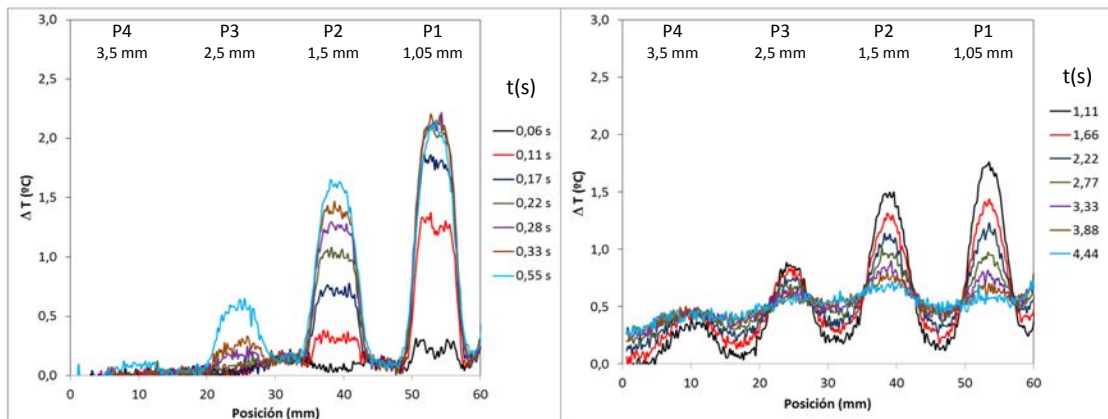 3,0
2,5
2,0
1,5
1,0
0,5
0,0
Δ T (ºC)
P4 P3 P2 P1
3,5 mm 2,5 mm 1,5 mm 1,05 mm
0 10 20 30 40 50 60
Posición (mm)
t(s)
0,06 s
0,11 s
0,17 s
0,22 s
0,28 s
0,33 s
0,55 s
3,0
2,5
2,0
1,5
1,0
0,5
0,0
Δ T (ºC)
P4 P3 P2 P1
3,5 mm 2,5 mm 1,5 mm 1,05 mm
0 10 20 30 40 50 60
Posición (mm)
t(s)
1,11
1,66
2,22
2,77
3,33
3,88
4,44